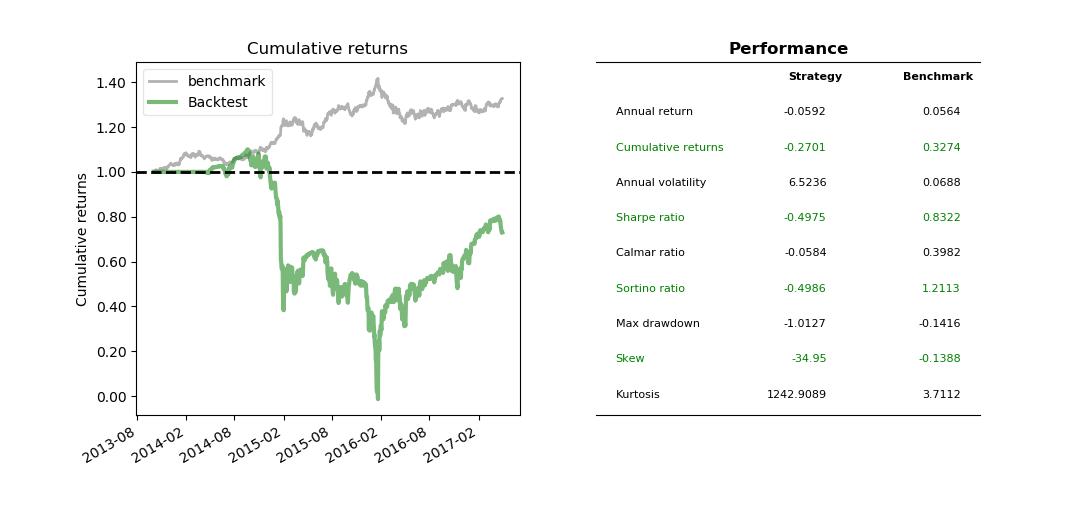 Cumulative returns
benchmark
Backtest
Cumulative returns
1.40
1.20
1.00
0.80
0.60
0.40
0.20
0.00
2013-08
2014-02
2014-08
2015-02
2015-08
2016-02
2016-08
2017-02
Performance
Strategy Benchmark
Annual return -0.0592 0.0564
Cumulative returns -0.2701 0.3274
Annual volatility 6.5236 0.0688
Sharpe ratio -0.4975 0.8322
Calmar ratio -0.0584 0.3982
Sortino ratio -0.4986 1.2113
Max drawdown -1.0127 -0.1416
Skew -34.95 -0.1388
Kurtosis 1242.9089 3.7112